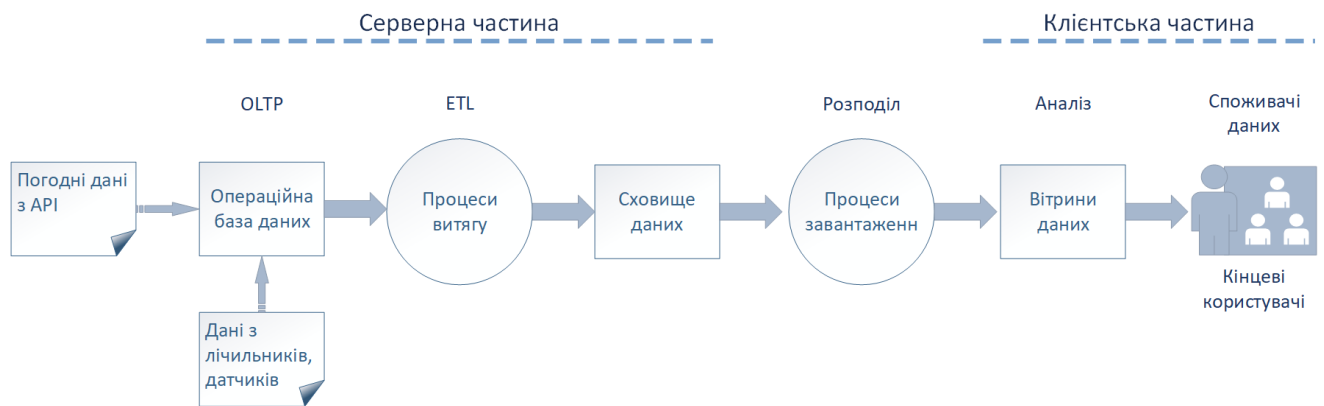 Серверна частина
Клієнтська частина
OLTP
ETL
Розподіл
Аналіз
Споживачі
даних
Погодні дані
з API
Операційна
база даних
Процеси
витягу
Сховище
даних
Процеси
завантаженн
Вітрини
даних
Кінцеві
користувачі
Дані з
лічильників,
датчиків